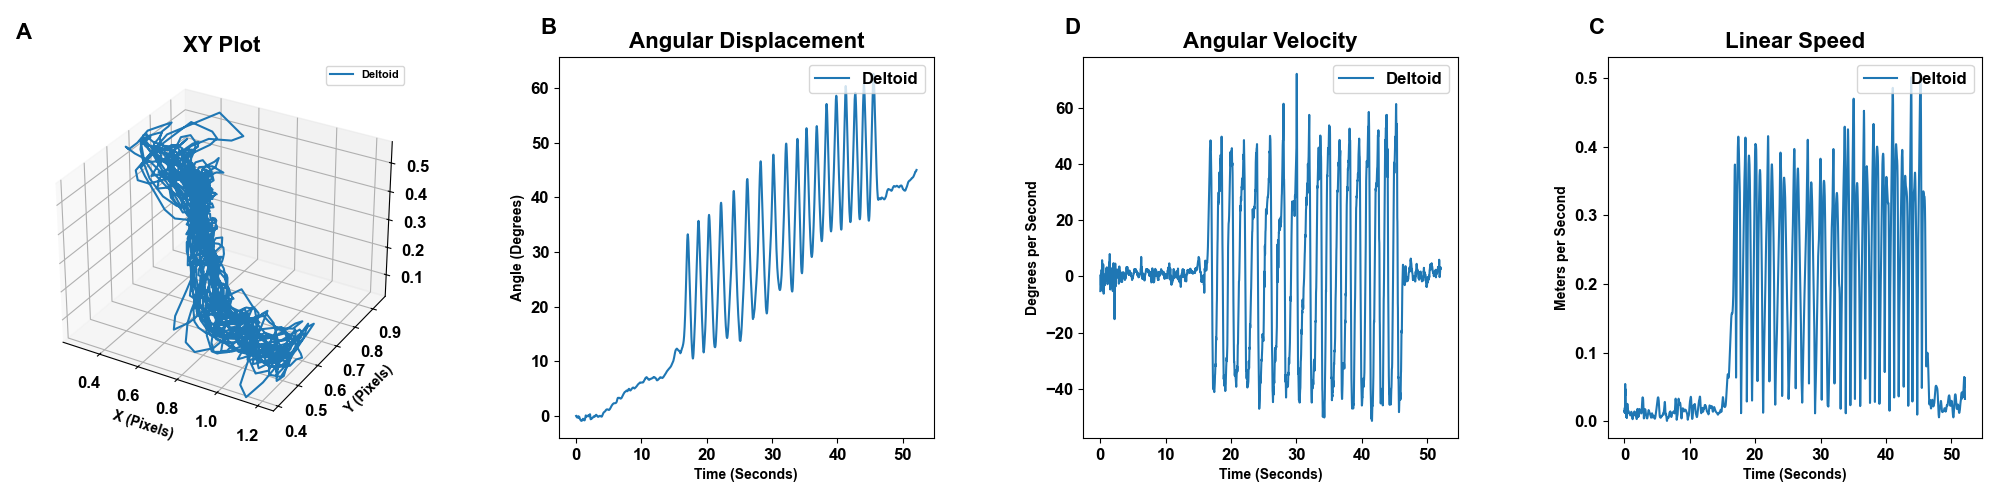 A
XY Plot
Deltoid
0.5
0.4
0.3
0.2
0.1
0.9
0.8
0.7
0.6
0.5
0.4
Y (Pixels)
0.4
0.6
0.8
1.0
1.2
X (Pixels)
B
Angular Displacement
Deltoid
60
50
40
30
20
10
0
Angle (Degrees)
0 10 20 30 40 50
Time (Seconds)
D
Angular Velocity
Deltoid
60
40
20
0
−20
−40
Degrees per Second
0 10 20 30 40 50
Time (Seconds)
C
Linear Speed
Deltoid
0.5
0.4
0.3
0.2
0.1
0.0
Meters per Second
0 10 20 30 40 50
Time (Seconds)